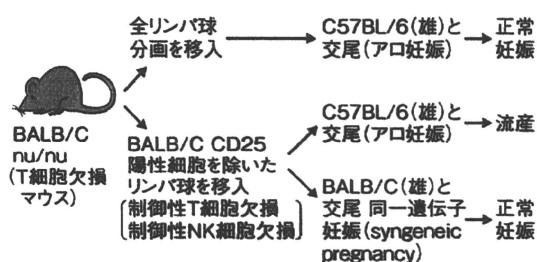 全リンパ球
分画を移入
C57BL/6(雄)と
交尾(アロ妊娠)
正常
妊娠
BALB/C
nu/nu
(T細胞欠損
マウス)
BALB/C CD25
陽性細胞を除いた
リンパ球を移入
制御性T細胞欠損
制御性NK細胞欠損
C57BL/6(雄)と
交尾(アロ妊娠)
流産
BALB/C(雄)と
交尾 同一遺伝子
妊娠(syngeneic
pregnancy)
正常
妊娠